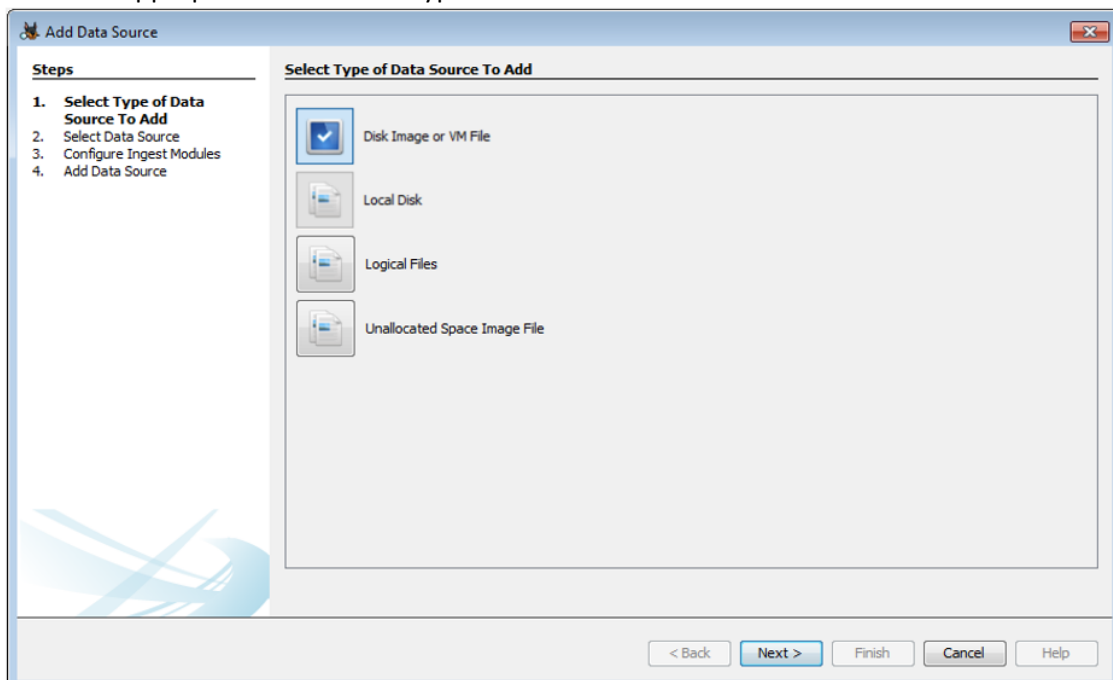 Add Data Source
Steps
1. Select Type of Data
Source To Add
2. Select Data Source
3. Configure Ingest Modules
4. Add Data Source
Select Type of Data Source To Add
Disk Image or VM File
Local Disk
Logical Files
Unallocated Space Image File
< Back
Next >
Finish
Cancel
Help